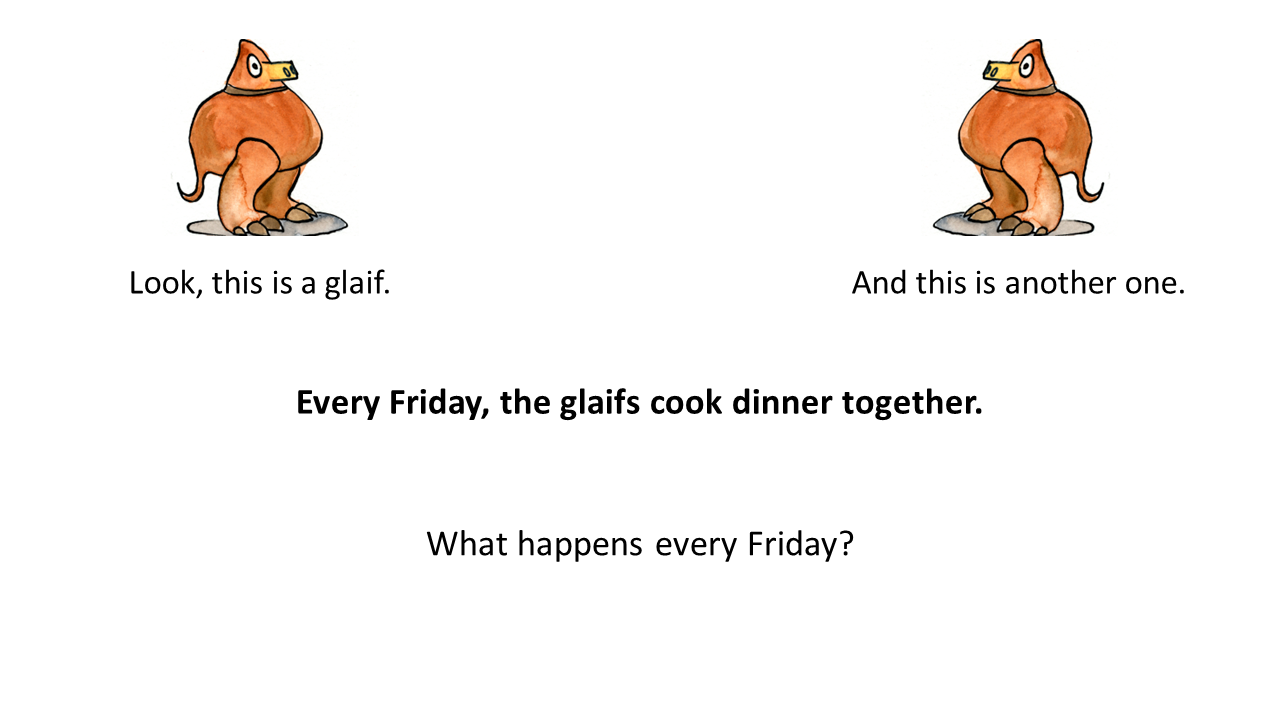 Look, this is a glaif.
And this is another one.
Every Friday, the glaifs cook dinner together.
What happens every Friday?